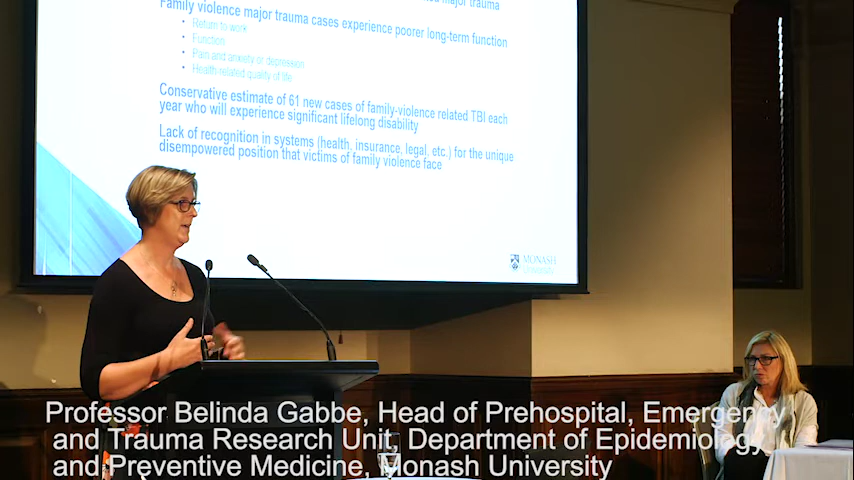 major trauma
Family violence major trauma cases experience poorer long-term function
• Return to work
• Function
• Pain and anxiety or depression
• Health related quality of life
Conservative estimate of 61 new cases of family-violence related TBI each
year who will experience significant lifelong disability
Lack of recognition in systems (health, insurance, legal, etc.) for the unique
disempowered position that victims of family violence face
MONASH
University
Professor Belinda Gabbe, Head of Prehospital, Emergency
and Trauma Research Unit, Department of Epidemiology
and Preventive Medicine, Monash University